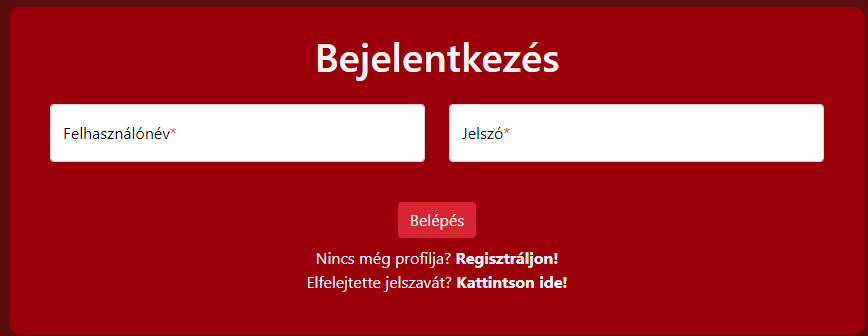 Bejelentkezés
Felhasználónév*
Jelszó*
Belépés
Nincs még profilja? Regisztráljon!
Elfelejtette jelszavát? Kattintson ide!